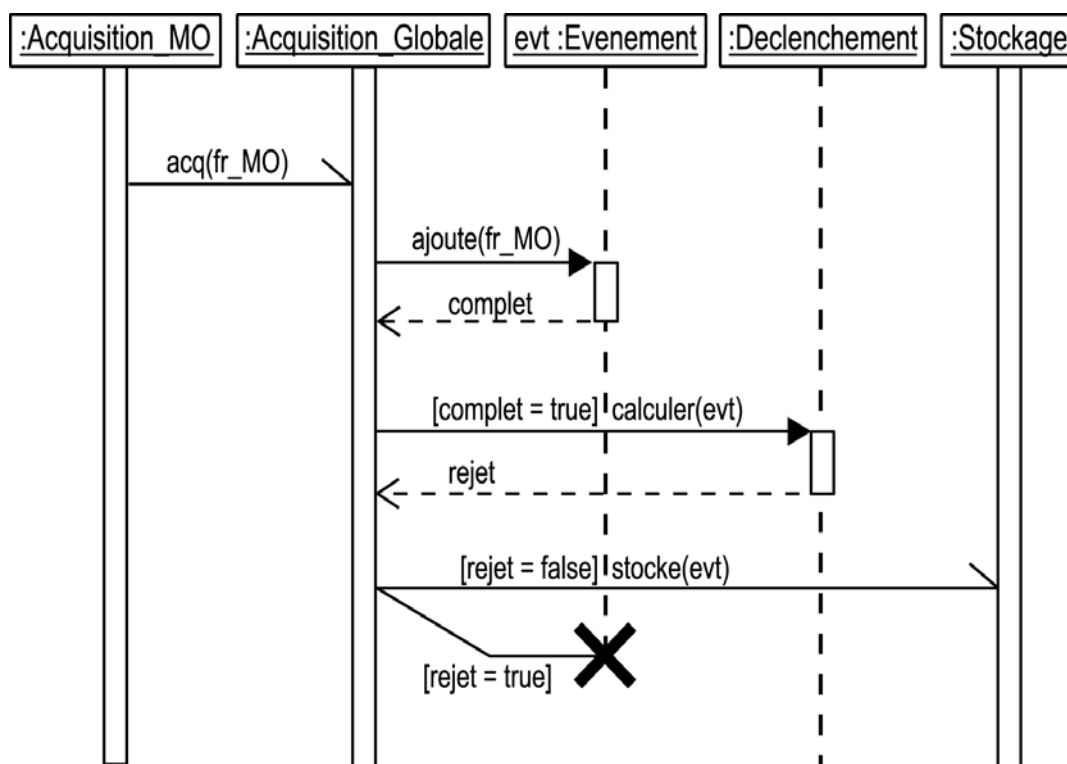 :Acquisition_MO
:Acquisition_Globale
evt :Evenement
:Declenchement
:Stockage
acq(fr_MO)
ajoute(fr_MO)
complet
[complet = true] calculer(evt)
rejet
[rejet = false] stocke(evt)
[rejet = true]